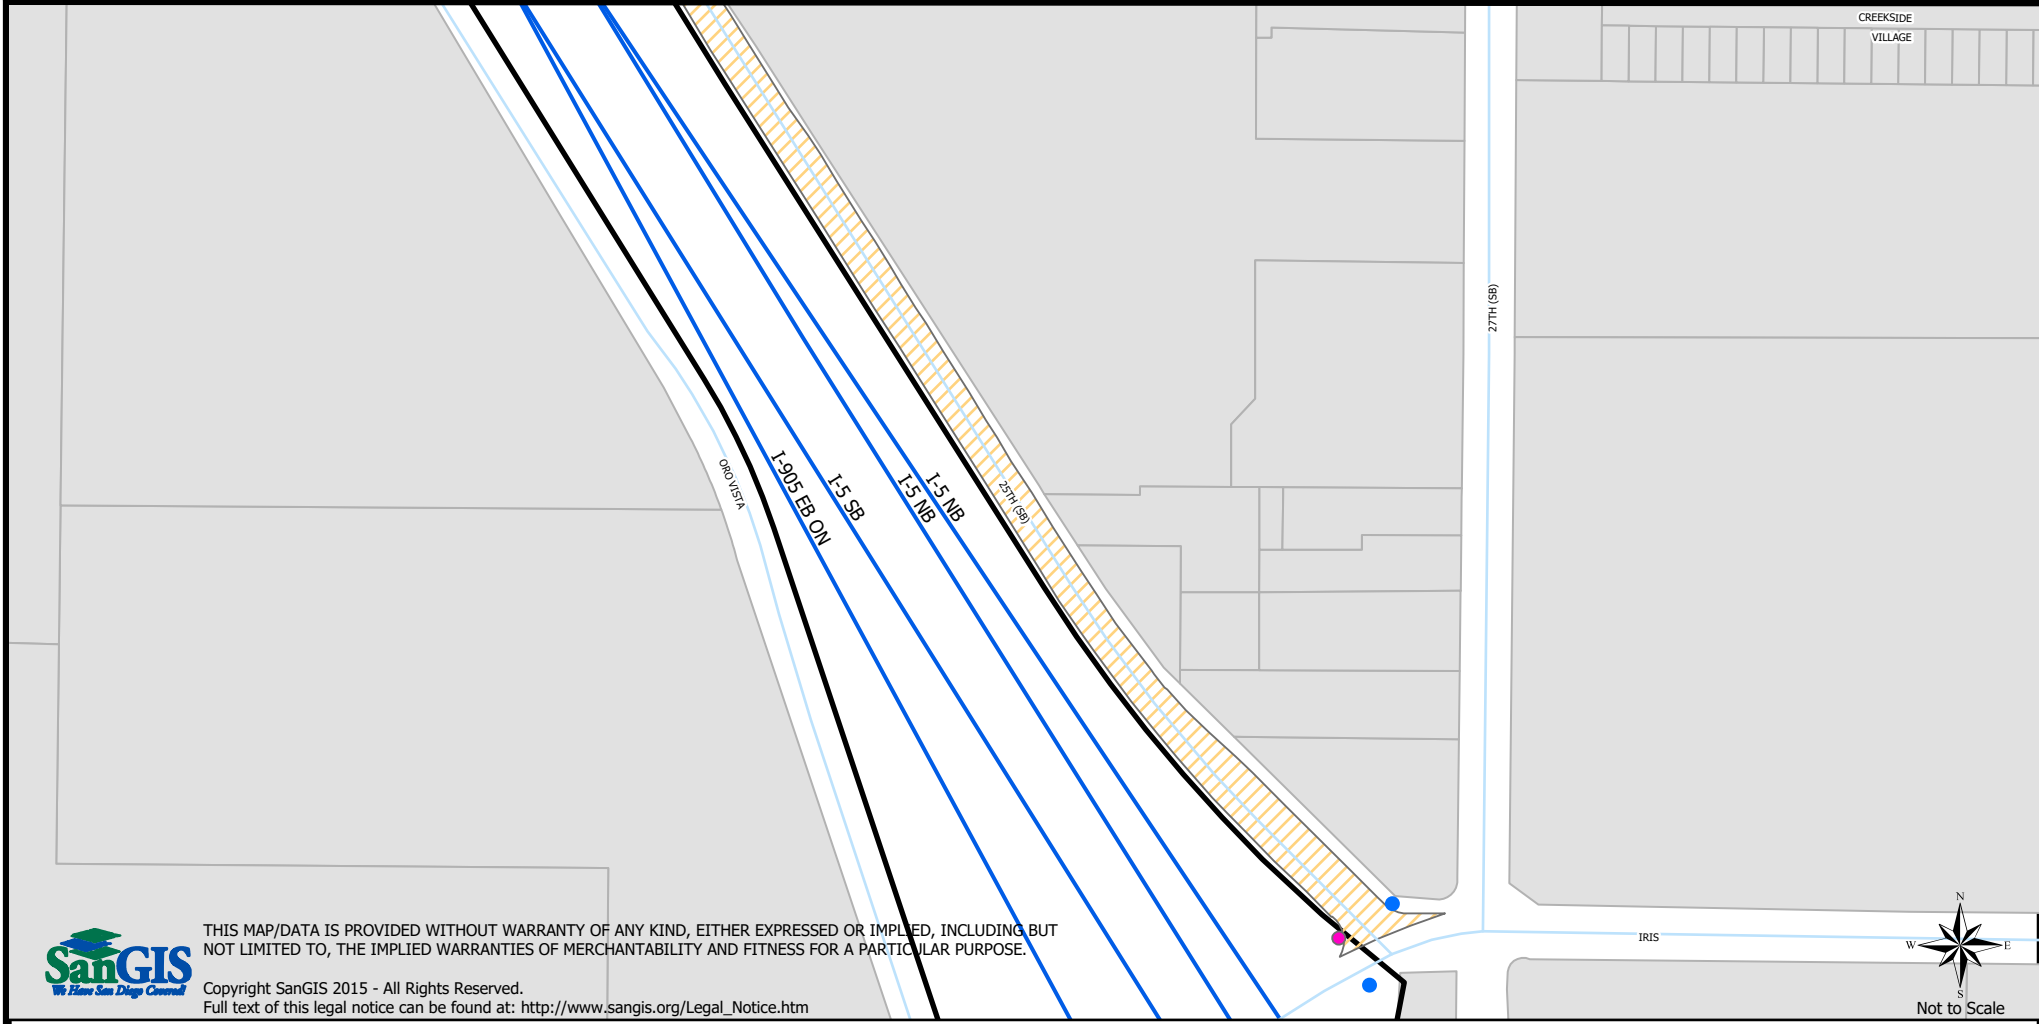 CREEKSIDE
VILLAGE
27TH (SB)
ORO VISTA
I-905 EB ON
I-5 SB
I-5 NB
I-5 NB
25TH (SB)
IRIS
N
W
E
S
Not to Scale
SanGIS
We Have San Diego Covered!
THIS MAP/DATA IS PROVIDED WITHOUT WARRANTY OF ANY KIND, EITHER EXPRESSED OR IMPLIED, INCLUDING BUT
NOT LIMITED TO, THE IMPLIED WARRANTIES OF MERCHANTABILITY AND FITNESS FOR A PARTICULAR PURPOSE.
Copyright SanGIS 2015 - All Rights Reserved.
Full text of this legal notice can be found at: http://www.sangis.org/Legal_Notice.htm